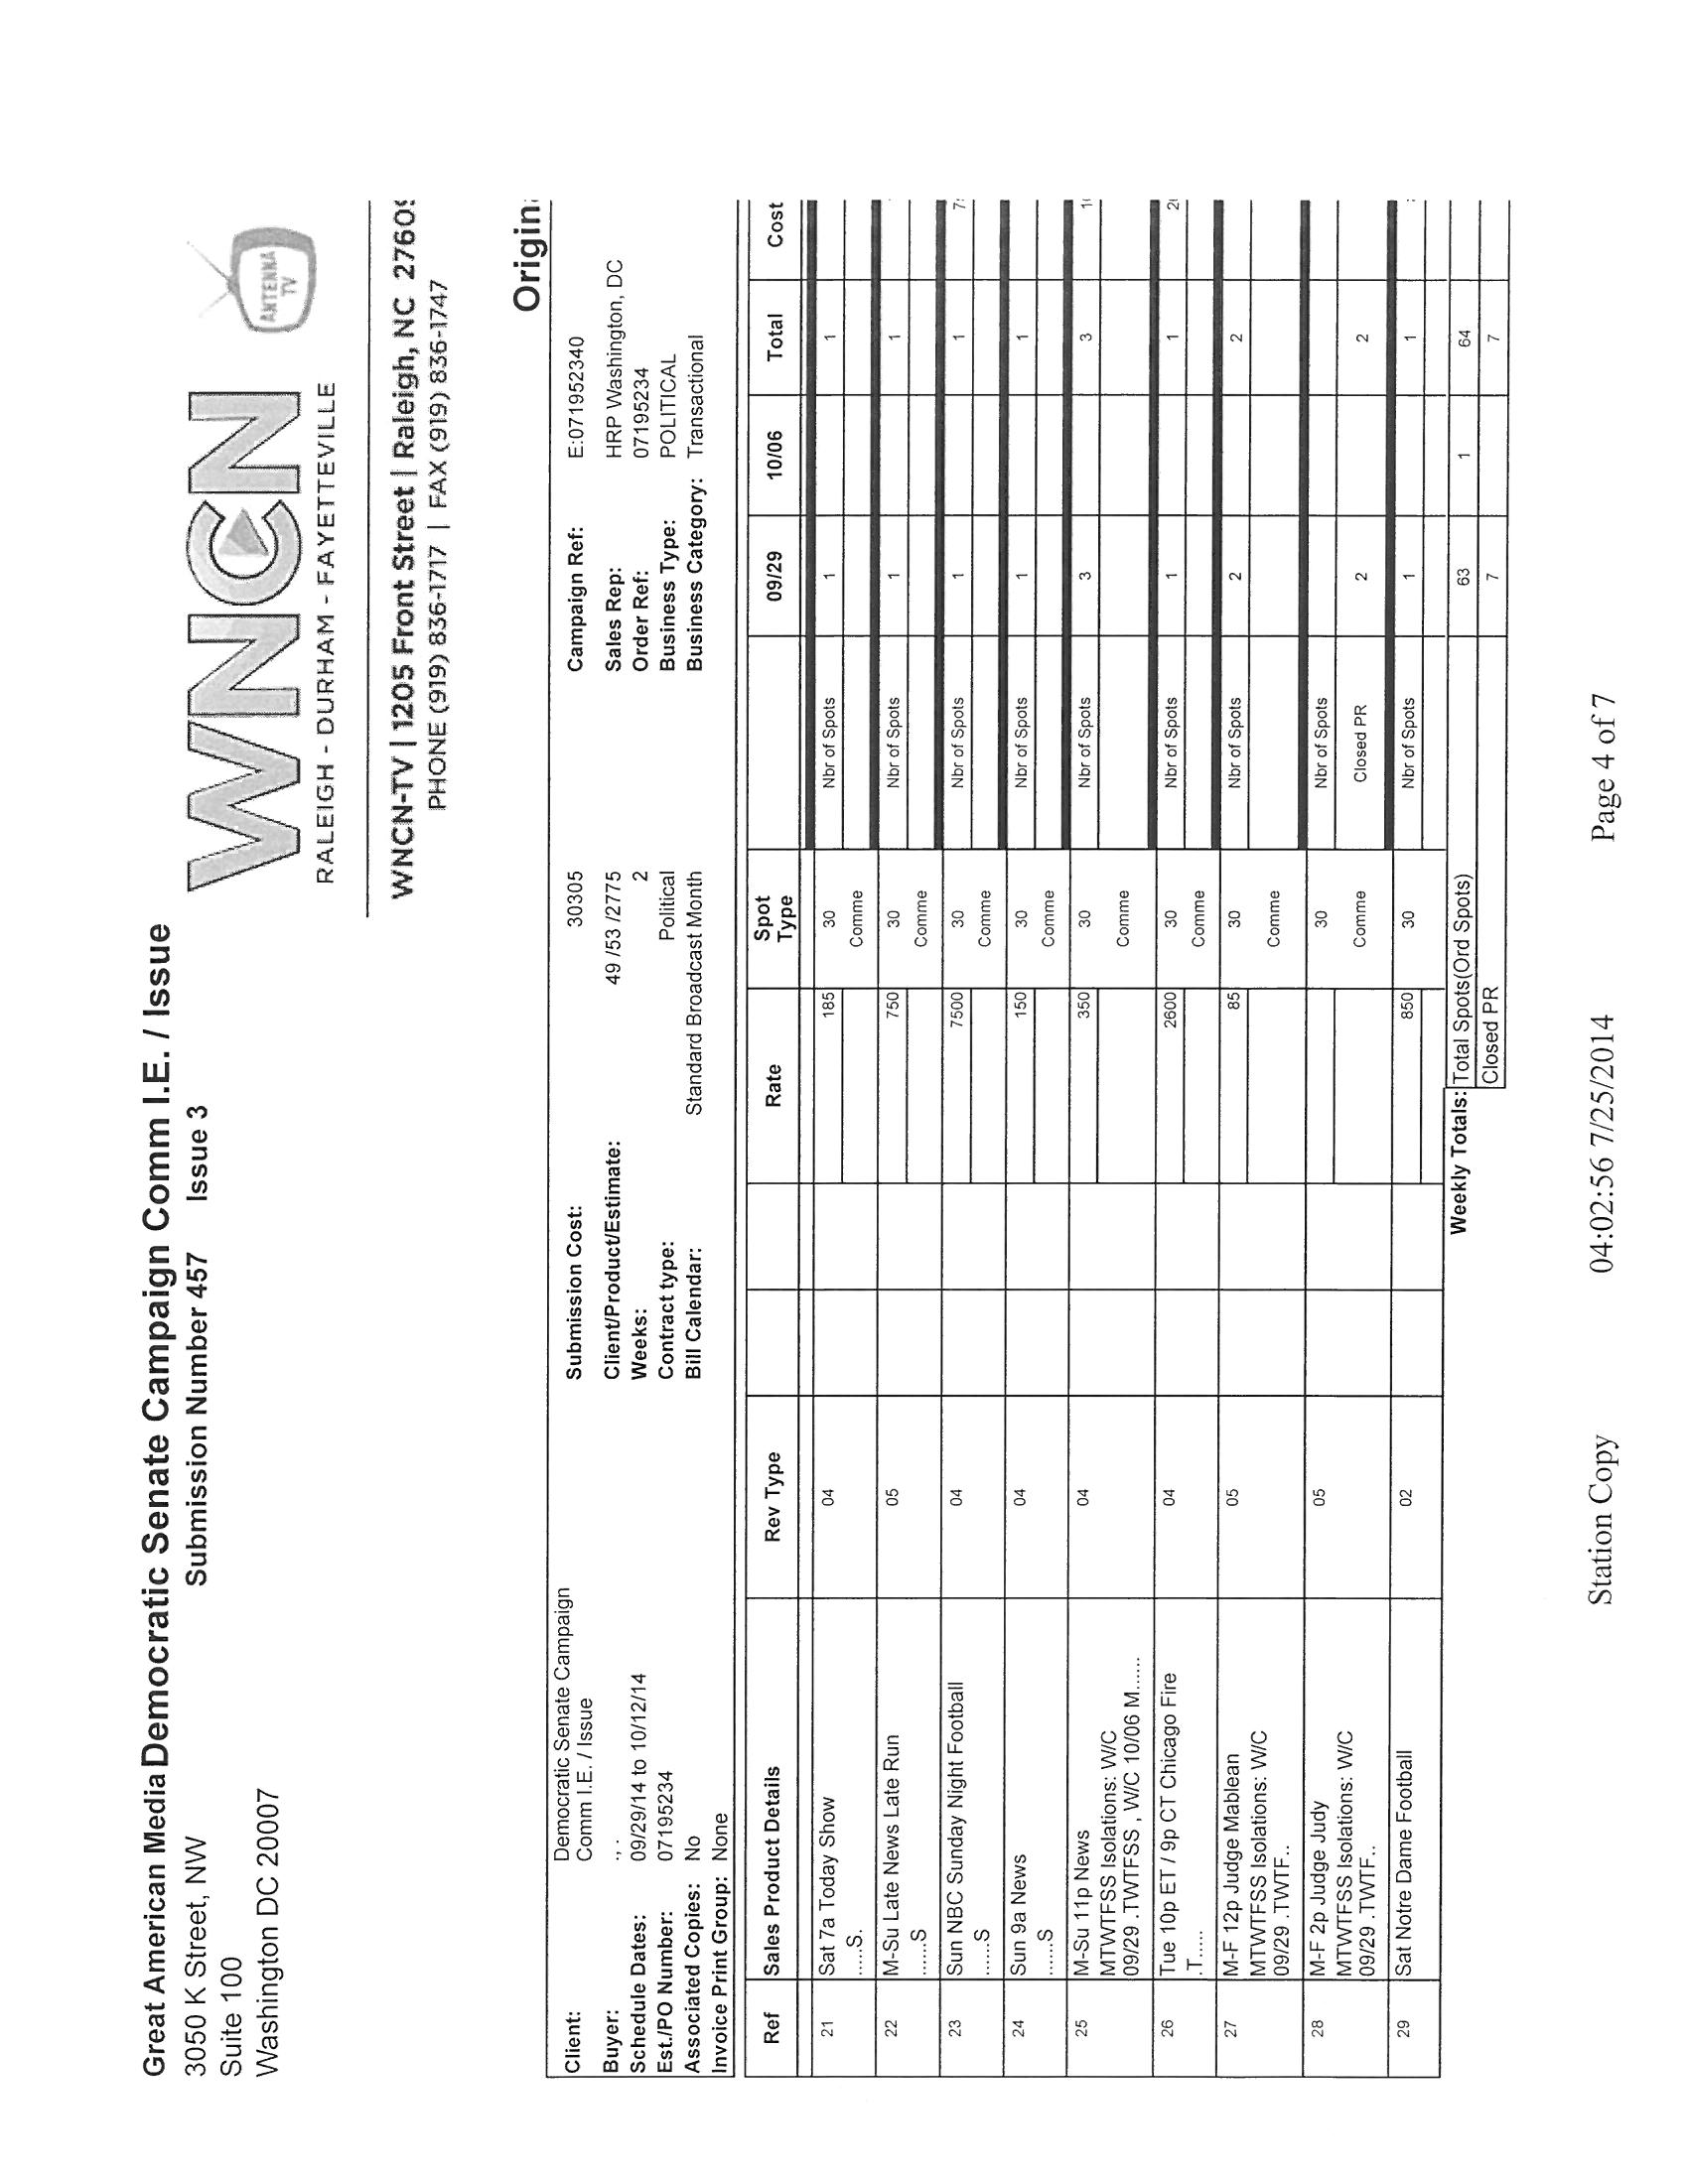 Great American Media Democratic Senate Campaign Comm I.E. / Issue
3050 K Street, NW Submission Number 457 Issue 3
Suite 100
Washington DC 20007
WNCN
RALEIGH - DURHAM - FAYETTEVILLE
ANTENNA TV
WNCN-TV | 1205 Front Street | Raleigh, NC 2760
PHONE (919) 836-1717 | FAX (919) 836-1747
Origin
Client: Democratic Senate Campaign Comm I.E. / Issue Submission Cost: 30305 Campaign Ref: E:071952340
Buyer: ., . Client/Product/Estimate: 49 /53 /2775 Sales Rep: HRP Washington, DC
Schedule Dates: 09/29/14 to 10/12/14 Weeks: 2 Order Ref: 07195234
Est./PO Number: 07195234 Contract type: Political Business Type: POLITICAL
Associated Copies: No Bill Calendar: Standard Broadcast Month Business Category: Transactional
Invoice Print Group: None
Ref Sales Product Details Rev Type Rate Spot Type 09/29 10/06 Total Cost
21 Sat 7a Today Show 04 185 30 Nbr of Spots 1 1
.....S. Comme
22 M-Su Late News Late Run 05 750 30 Nbr of Spots 1 1
......S Comme
23 Sun NBC Sunday Night Football 04 7500 30 Nbr of Spots 1 1 7
......S Comme
24 Sun 9a News 04 150 30 Nbr of Spots 1 1
......S Comme
25 M-Su 11p News 04 350 30 Nbr of Spots 3 3 1
MTWTFSS Isolations: W/C
09/29 .TWTFSS , W/C 10/06 M...... Comme
26 Tue 10p ET / 9p CT Chicago Fire 04 2600 30 Nbr of Spots 1 1 2
.T..... Comme
27 M-F 12p Judge Mablean 05 85 30 Nbr of Spots 2 2
MTWTFSS Isolations: W/C
09/29 .TWTF.. Comme
28 M-F 2p Judge Judy 05 30 Nbr of Spots
MTWTFSS Isolations: W/C
09/29 .TWTF.. Comme Closed PR 2 2
29 Sat Notre Dame Football 02 850 30 Nbr of Spots 1 1
Weekly Totals: Total Spots(Ord Spots) 63 1 64
Closed PR 7 7
Station Copy 04:02:56 7/25/2014 Page 4 of 7